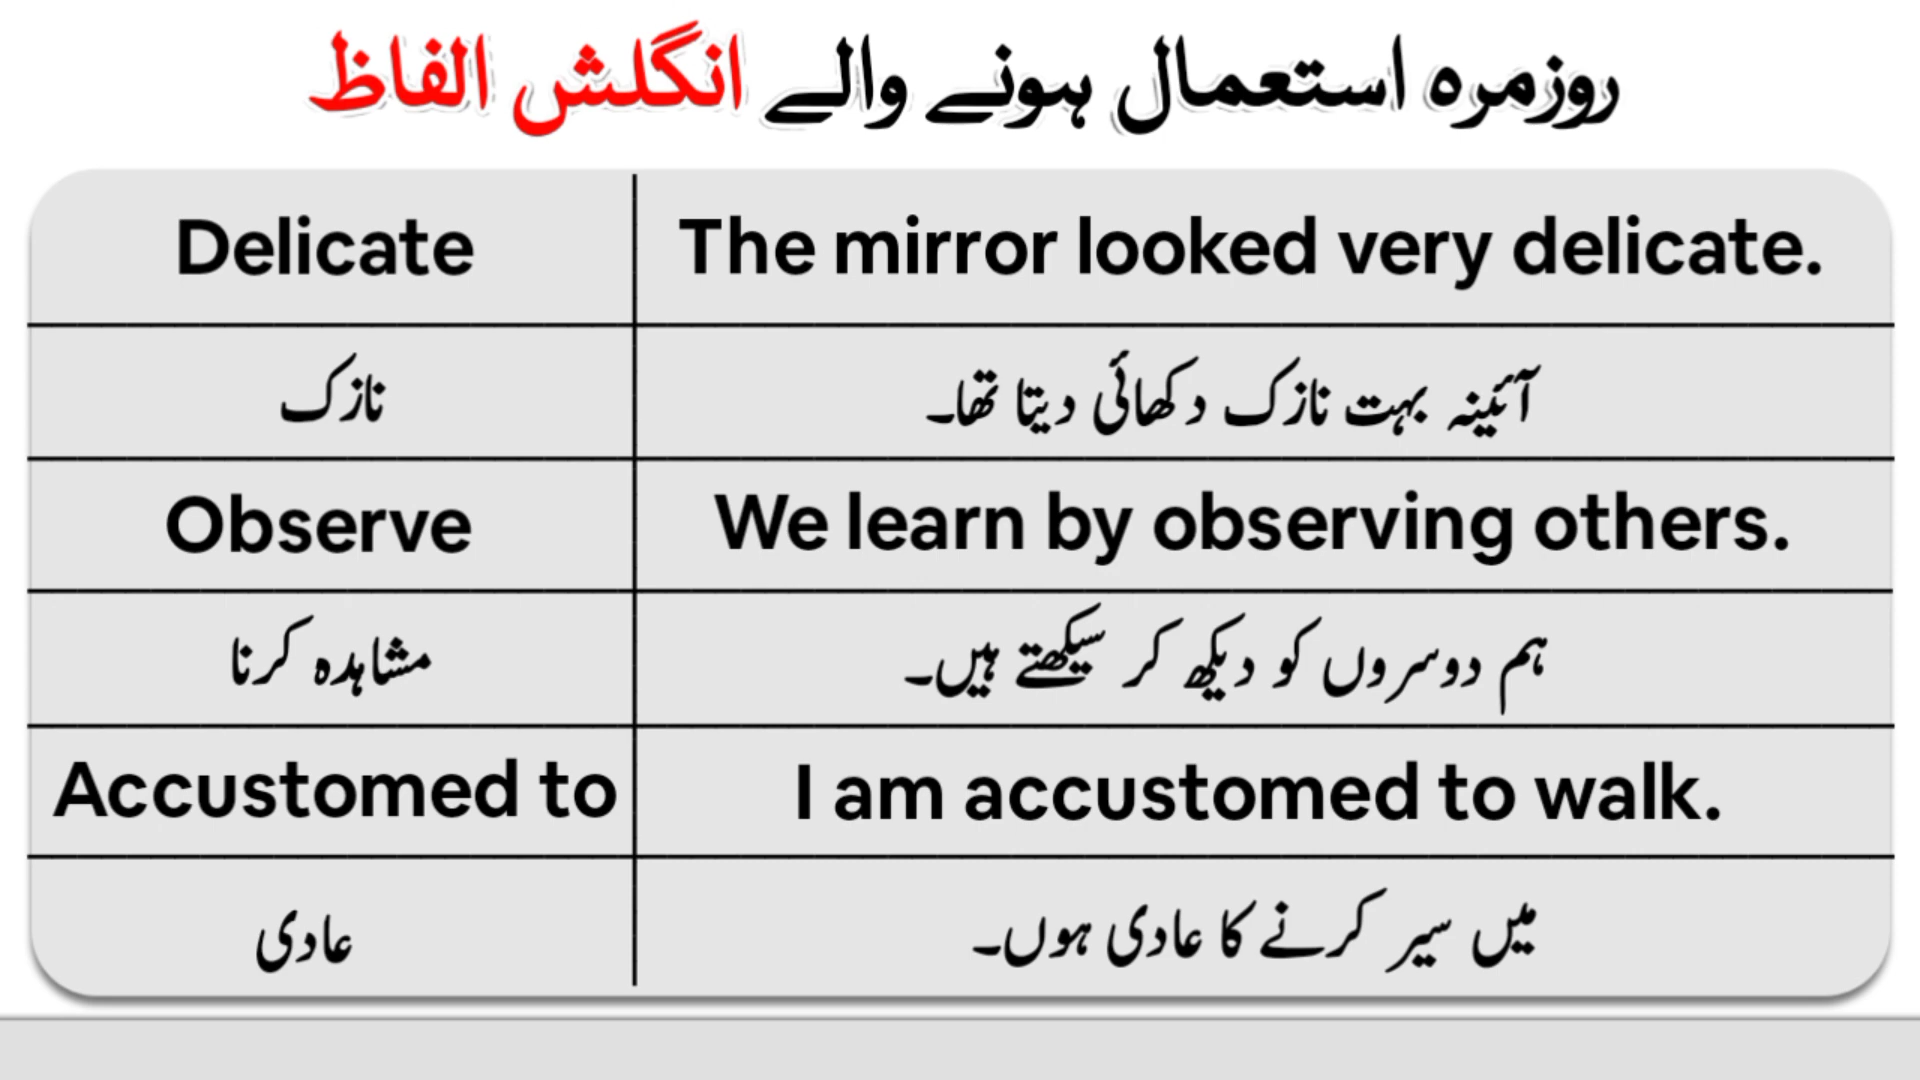 روزمرہ استعمال ہونے والے انگلش الفاظ
Delicate
The mirror looked very delicate.
نازک
آئینہ بہت نازک دکھائی دیتا تھا۔
Observe
We learn by observing others.
مشاہدہ کرنا
ہم دوسروں کو دیکھ کر سیکھتے ہیں۔
Accustomed to
I am accustomed to walk.
عادی
میں سیر کرنے کا عادی ہوں۔